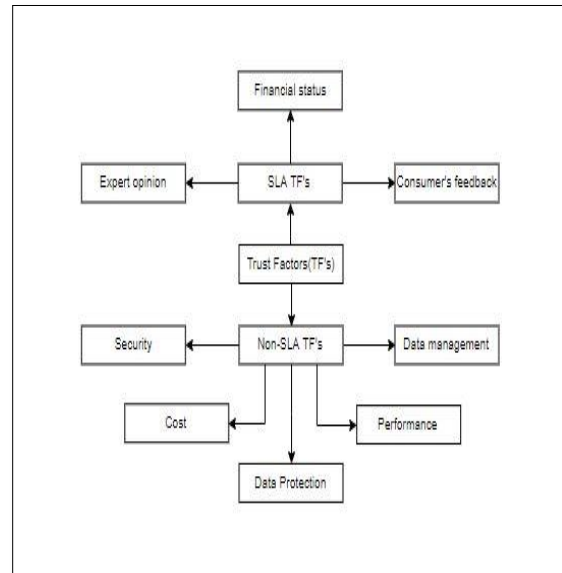 Financial status
Expert opinion
SLA TF's
Consumer's feedback
Trust Factors(TF's)
Security
Non-SLA TF's
Data management
Cost
Performance
Data Protection